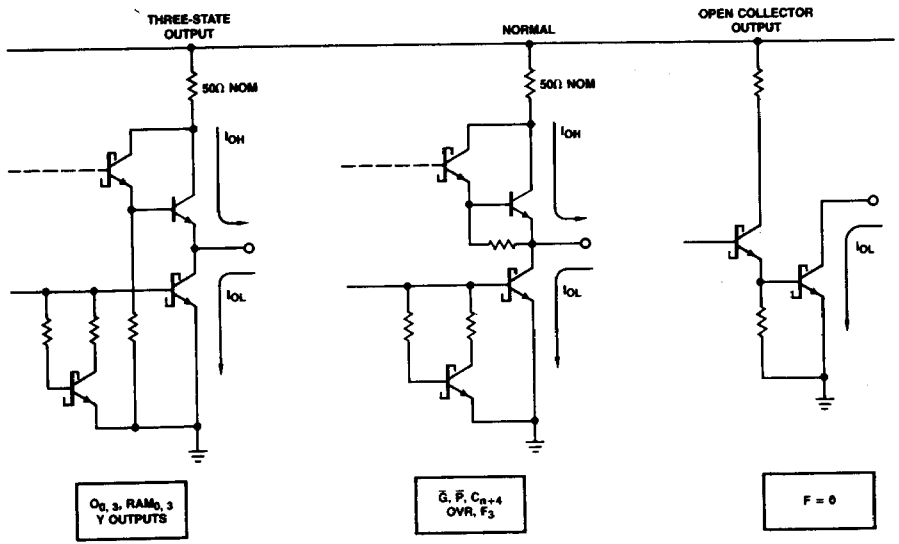 THREE-STATE
OUTPUT
NORMAL
OPEN COLLECTOR
OUTPUT
50Ω NOM
50Ω NOM
IOH
IOH
IOL
IOL
IOL
Q0, 3, RAM0, 3
Y OUTPUTS
G̅, P̅, Cn+4
OVR, F3
F = 0